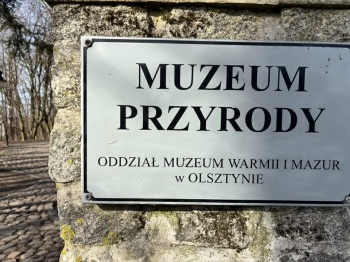 MUZEUM
PRZYRODY
ODDZIAŁ MUZEUM WARMII I MAZUR
w OLSZTYNIE